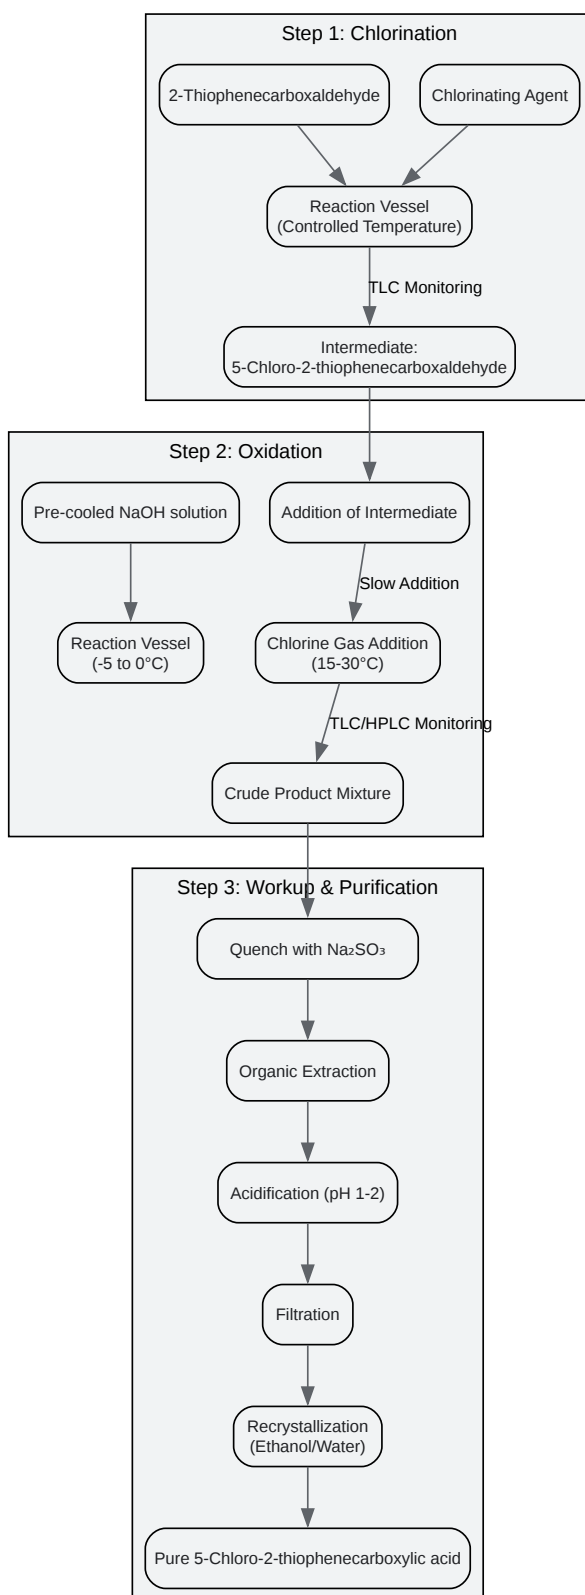 Step 1: Chlorination
2-Thiophenecarboxaldehyde
Chlorinating Agent
Reaction Vessel
(Controlled Temperature)
TLC Monitoring
Intermediate:
5-Chloro-2-thiophenecarboxaldehyde
Step 2: Oxidation
Pre-cooled NaOH solution
Addition of Intermediate
Slow Addition
Reaction Vessel
(-5 to 0°C)
Chlorine Gas Addition
(15-30°C)
TLC/HPLC Monitoring
Crude Product Mixture
Step 3: Workup & Purification
Quench with Na₂SO₃
Organic Extraction
Acidification (pH 1-2)
Filtration
Recrystallization
(Ethanol/Water)
Pure 5-Chloro-2-thiophenecarboxylic acid